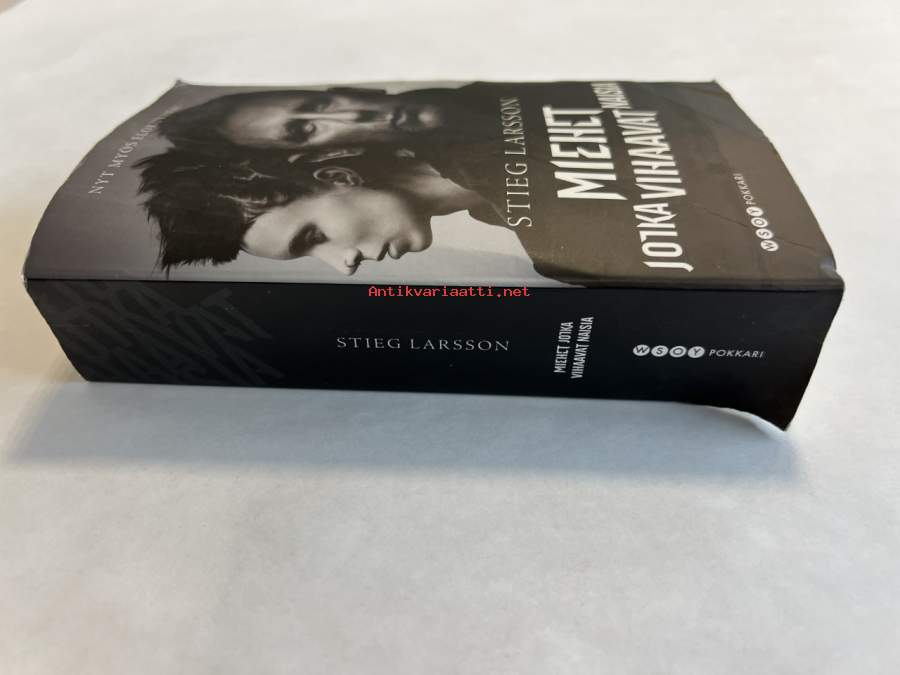 NYT MYÖS
STIEG LARSSON
MIEHET
JOTKA VIHAAVAT
NAISIA
WSOY POKKARI
Antikvariaatti.net
STIEG LARSSON
MIEHET JOTKA
VIHAAVAT NAISIA
WSOY POKKARI